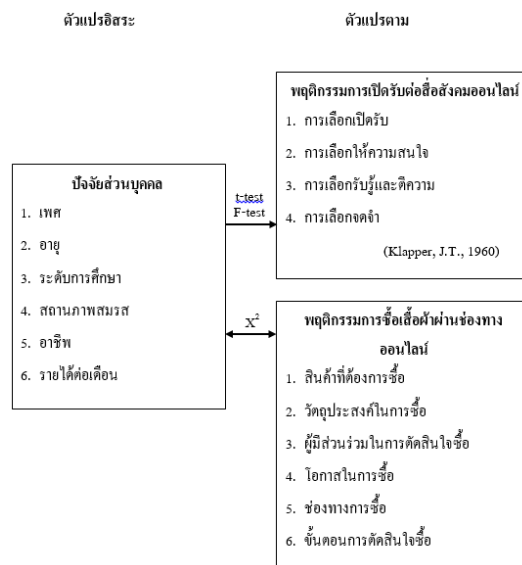 ตัวแปรอิสระ
ตัวแปรตาม
ปัจจัยส่วนบุคคล
1. เพศ
2. อายุ
3. ระดับการศึกษา
4. สถานภาพสมรส
5. อาชีพ
6. รายได้ต่อเดือน
t-test
F-test
พฤติกรรมการเปิดรับต่อสื่อสังคมออนไลน์
1. การเลือกเปิดรับ
2. การเลือกให้ความสนใจ
3. การเลือกรับรู้และตีความ
4. การเลือกจดจำ
(Klapper, J.T., 1960)
X²
พฤติกรรมการซื้อเสื้อผ้าผ่านช่องทาง
ออนไลน์
1. สินค้าที่ต้องการซื้อ
2. วัตถุประสงค์ในการซื้อ
3. ผู้มีส่วนร่วมในการตัดสินใจซื้อ
4. โอกาสในการซื้อ
5. ช่องทางการซื้อ
6. ขั้นตอนการตัดสินใจซื้อ